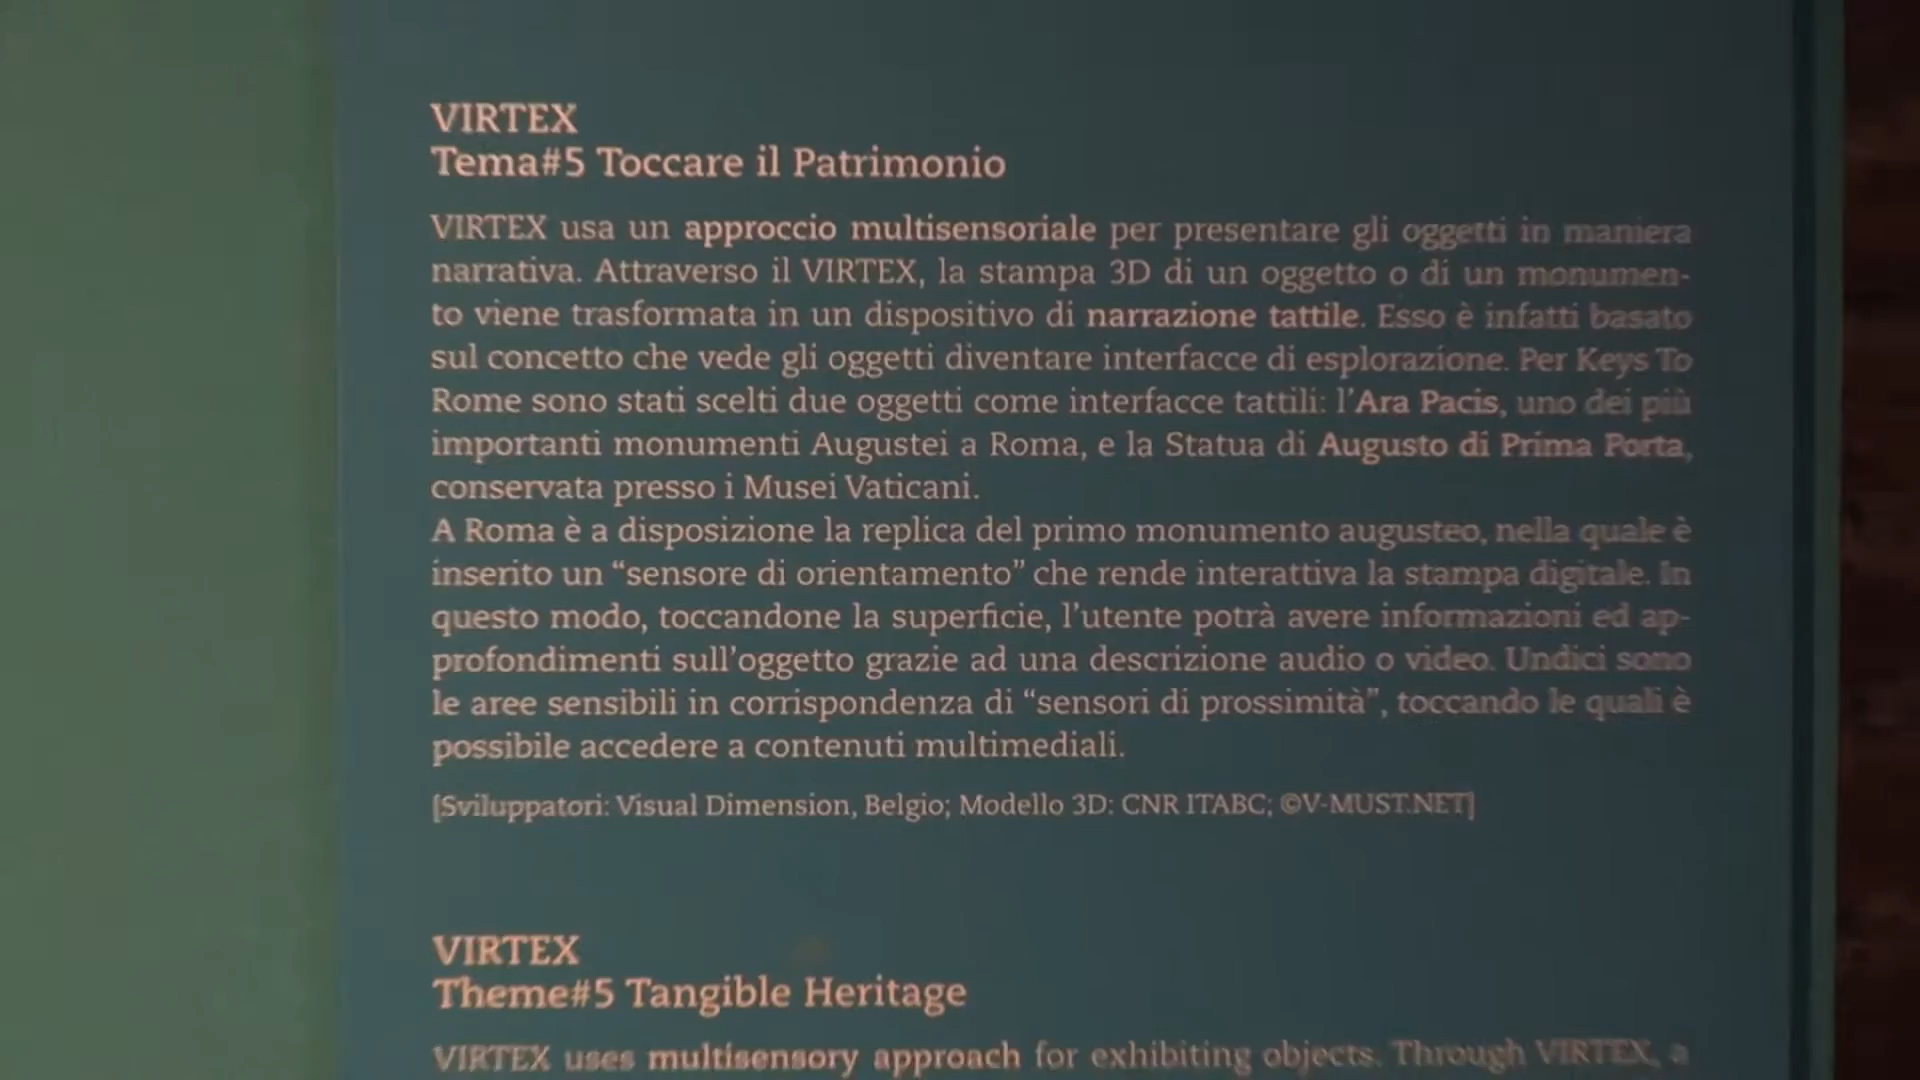 VIRTEX
Tema#5 Toccare il Patrimonio
VIRTEX usa un approccio multisensoriale per presentare gli oggetti in maniera
narrativa. Attraverso il VIRTEX, la stampa 3D di un oggetto o di un monumen-
to viene trasformata in un dispositivo di narrazione tattile. Esso è infatti basato
sul concetto che vede gli oggetti diventare interfacce di esplorazione. Per Keys To
Rome sono stati scelti due oggetti come interfacce tattili: l'Ara Pacis, uno dei più
importanti monumenti Augustei a Roma, e la Statua di Augusto di Prima Porta,
conservata presso i Musei Vaticani.
A Roma è a disposizione la replica del primo monumento augusteo, nella quale è
inserito un “sensore di orientamento” che rende interattiva la stampa digitale. In
questo modo, toccandone la superficie, l'utente potrà avere informazioni ed ap-
profondimenti sull'oggetto grazie ad una descrizione audio o video. Undici sono
le aree sensibili in corrispondenza di “sensori di prossimità”, toccando le quali è
possibile accedere a contenuti multimediali.
[Sviluppatori: Visual Dimension, Belgio; Modello 3D: CNR ITABC; ©V-MUST.NET]
VIRTEX
Theme#5 Tangible Heritage
VIRTEX uses multisensory approach for exhibiting objects. Through VIRTEX, a